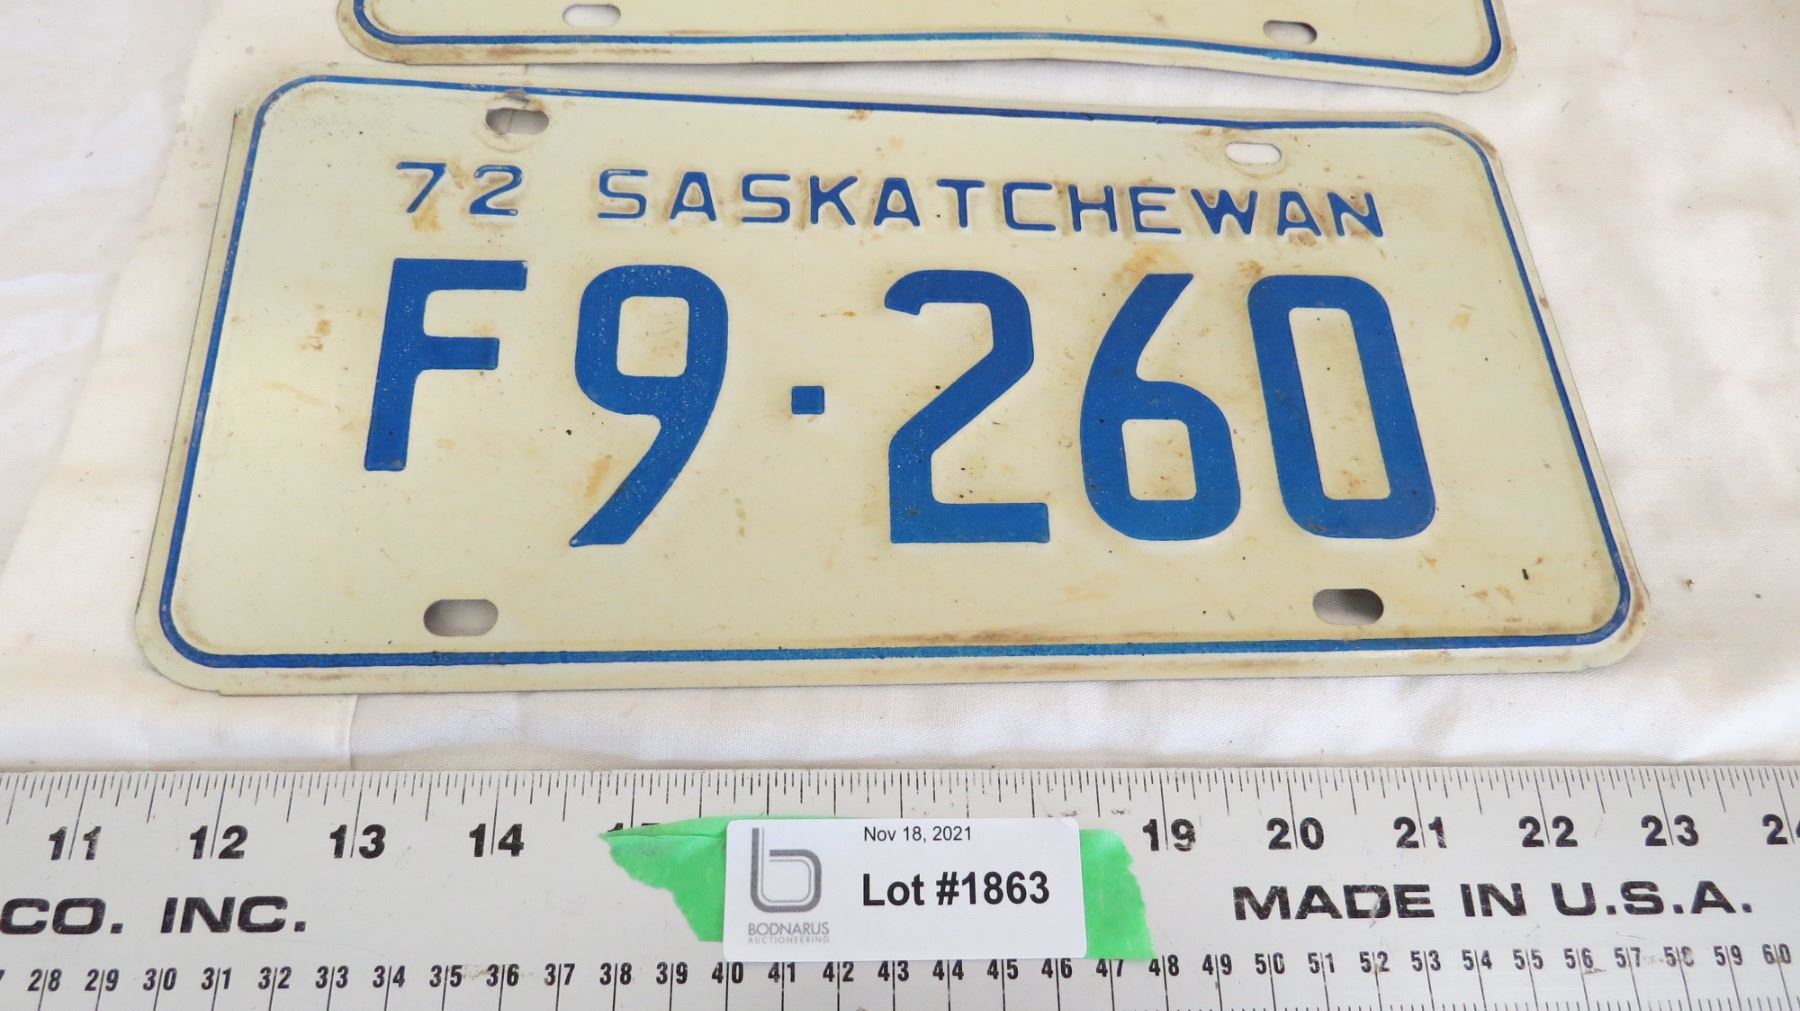 72 SASKATCHEWAN
F9·260
11 12 13 14 19 20 21 22 23
Nov 18, 2021
Lot #1863
BODNARUS
AUCTIONEERING
CO. INC.
MADE IN U.S.A.
28 29 30 31 32 33 34 35 36 37 38 39 40 41 42 43 44 45 46 47 48 49 50 51 52 53 54 55 56 57 58 59 60